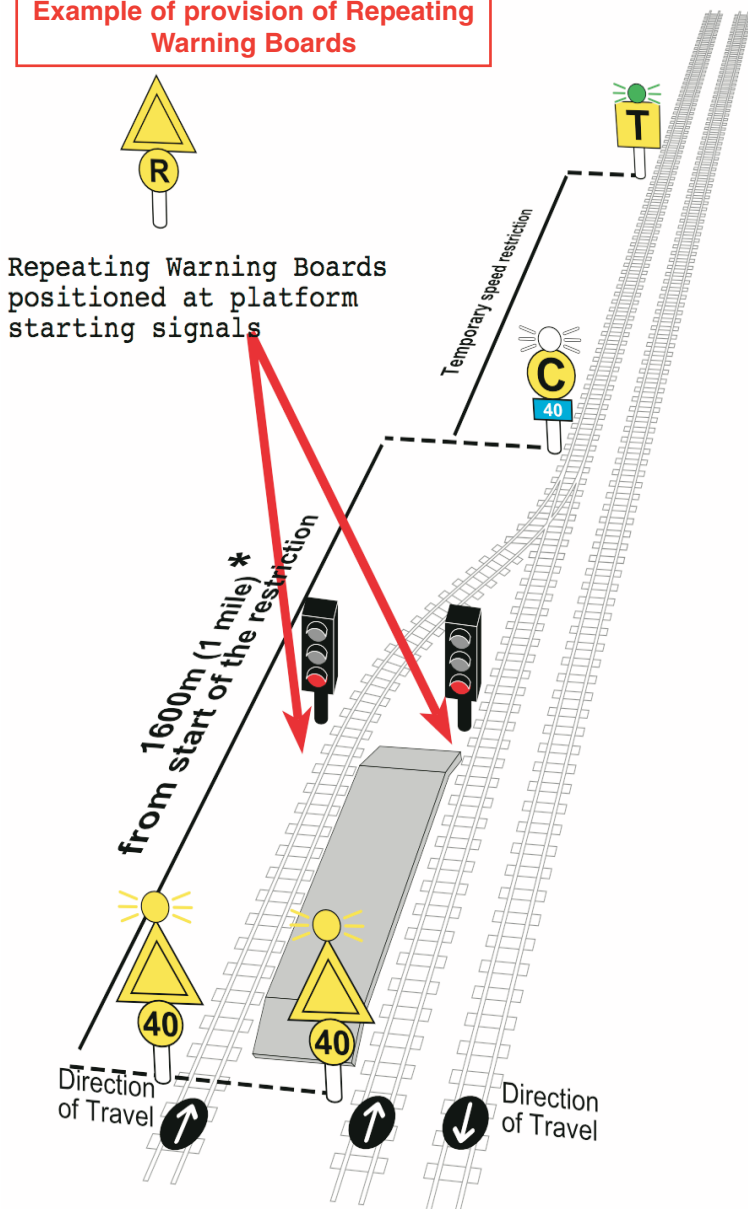 Example of provision of Repeating
Warning Boards
T
R
Repeating Warning Boards
positioned at platform
starting signals
Temporary speed restriction
C
40
1600m (1 mile) *
from start of the restriction
40
40
Direction
of Travel
Direction
of Travel